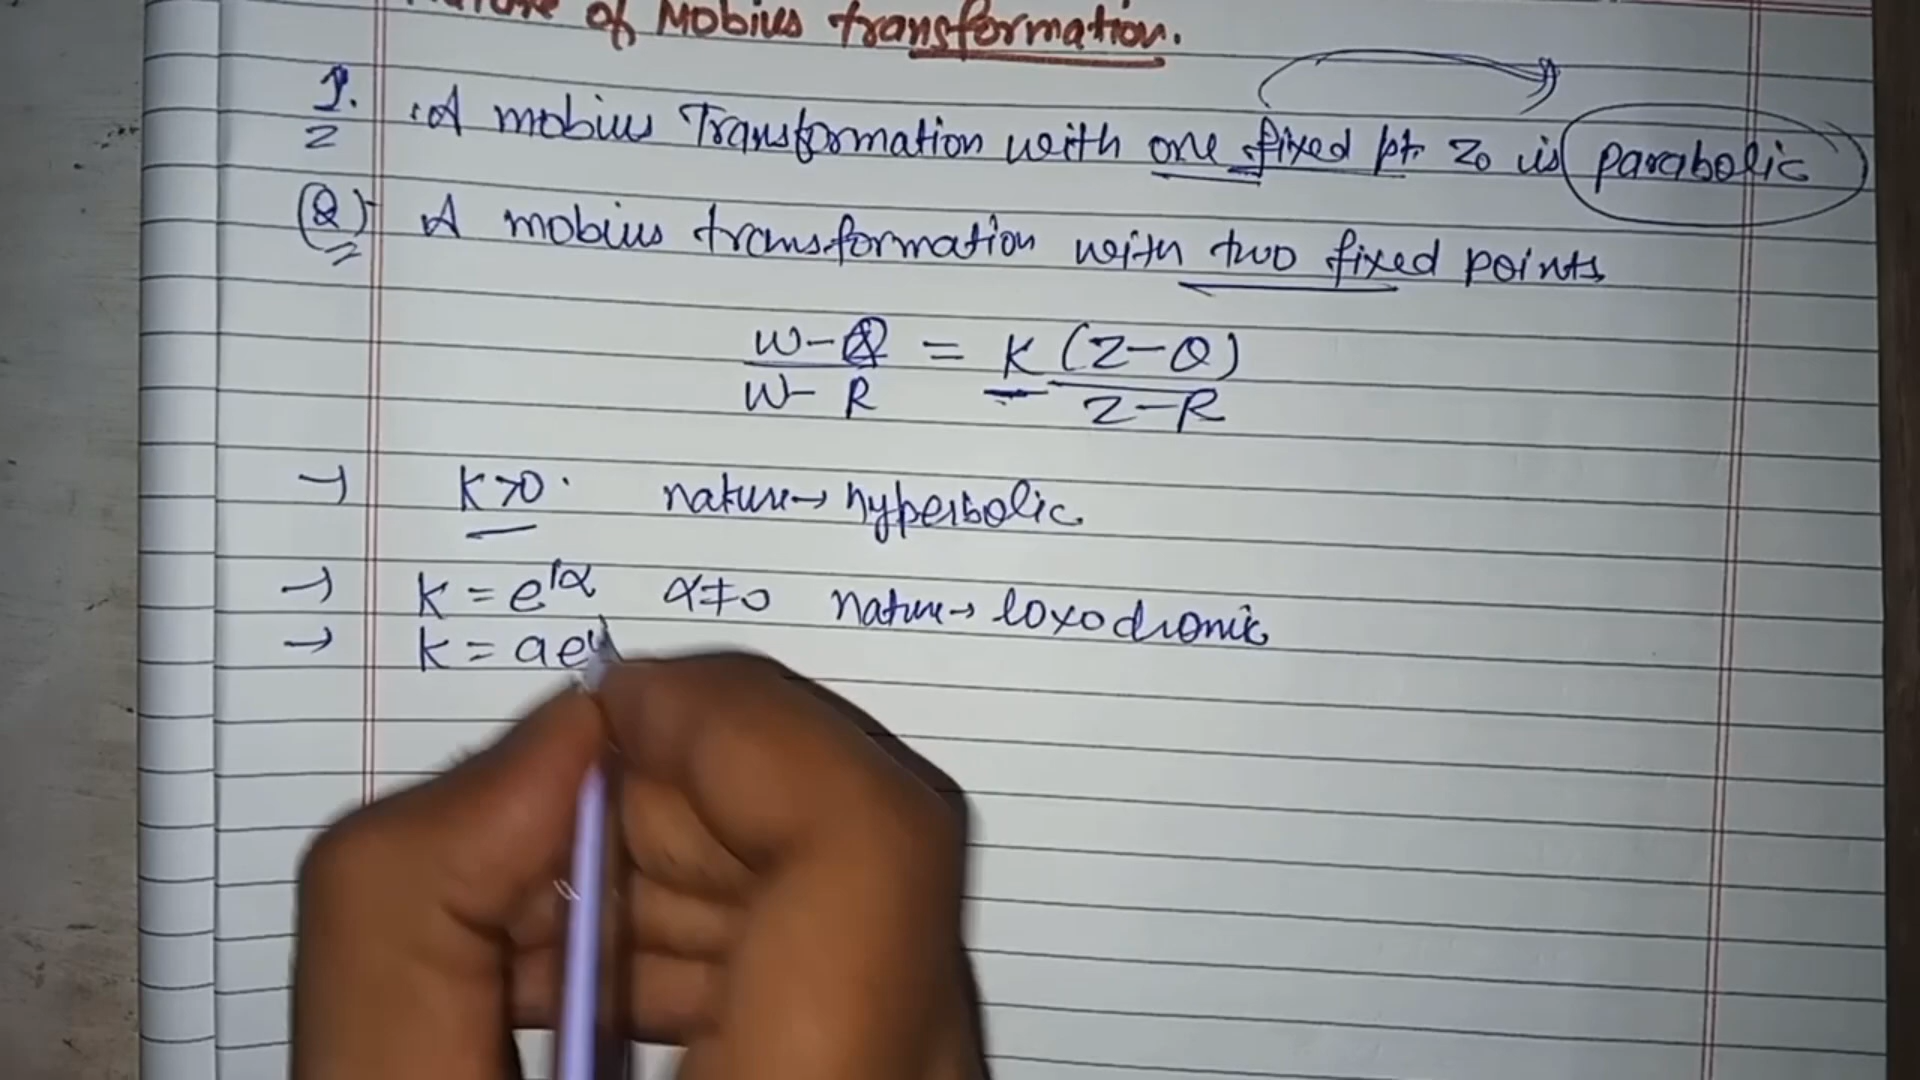 of Mobius transformation.
1. A mobius Transformation with one fixed pt. z₀ is parabolic
(2) A mobius transformation with two fixed points
w-Q = K (z-Q)
w-R z-R
→ K>0. nature→ hyperbolic
→ K = e^iα α≠0 nature→ loxodromic
→ K = ae